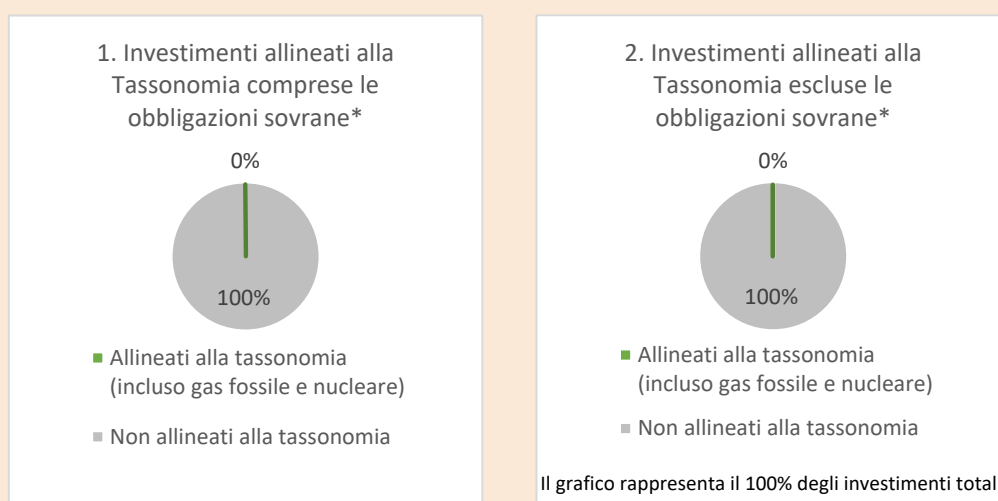 1. Investimenti allineati alla
Tassonomia comprese le
obbligazioni sovrane*
0%
100%
Allineati alla tassonomia
(incluso gas fossile e nucleare)
Non allineati alla tassonomia
2. Investimenti allineati alla
Tassonomia escluse le
obbligazioni sovrane*
0%
100%
Allineati alla tassonomia
(incluso gas fossile e nucleare)
Non allineati alla tassonomia
Il grafico rappresenta il 100% degli investimenti total